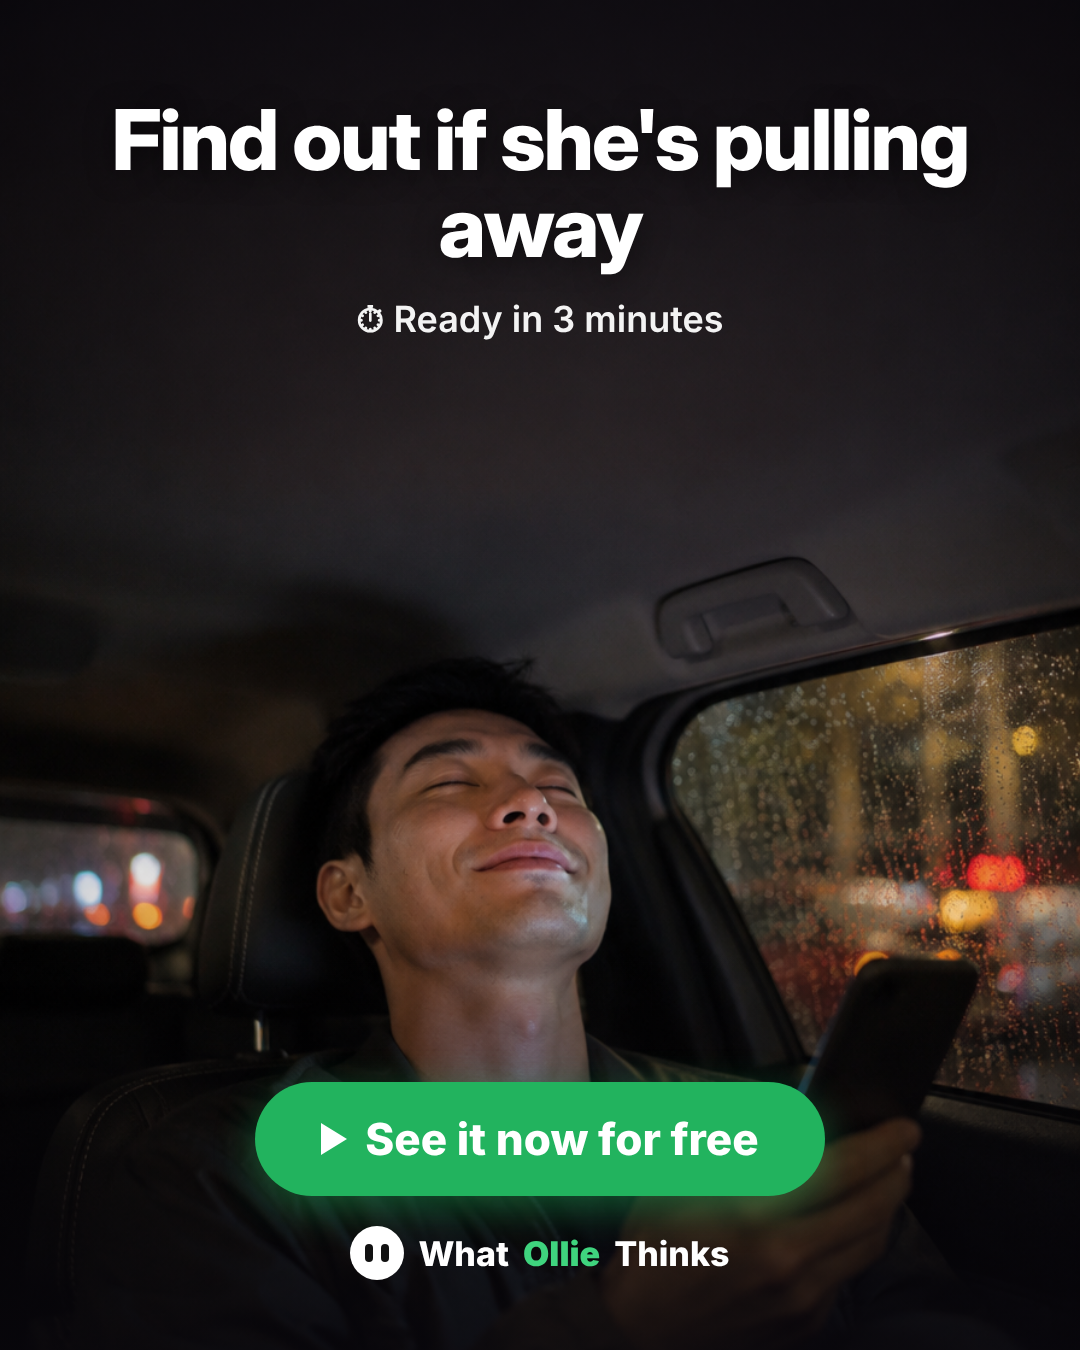 Find out if she's pulling
away
⏱ Ready in 3 minutes
▶ See it now for free
What Ollie Thinks